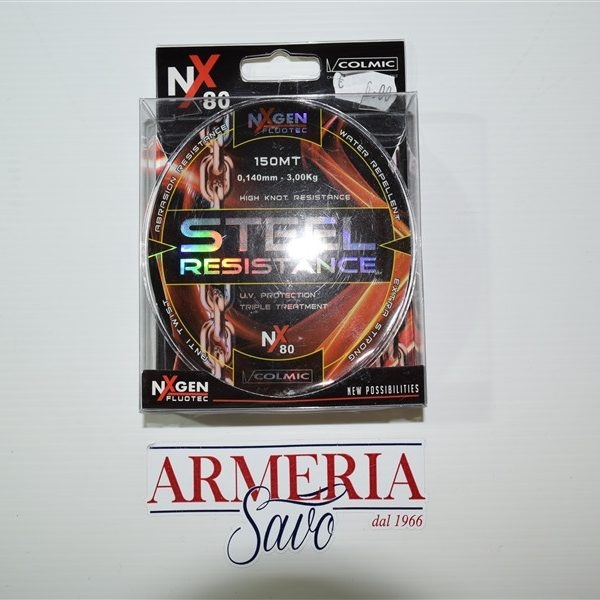 NX
80
COLMIC
€
NXGEN
FLUOTEC
ABRASION RESISTANCE
WATER REPELLENT
150MT
0,140mm - 3,00Kg
HIGH KNOT RESISTANCE
STEEL
RESISTANCE
U.V. PROTECTION
TRIPLE TREATMENT
ANTI TWIST
EXTRA STRONG
NX
80
COLMIC
NXGEN
FLUOTEC
NEW POSSIBILITIES
ARMERIA
Savo
dal 1966